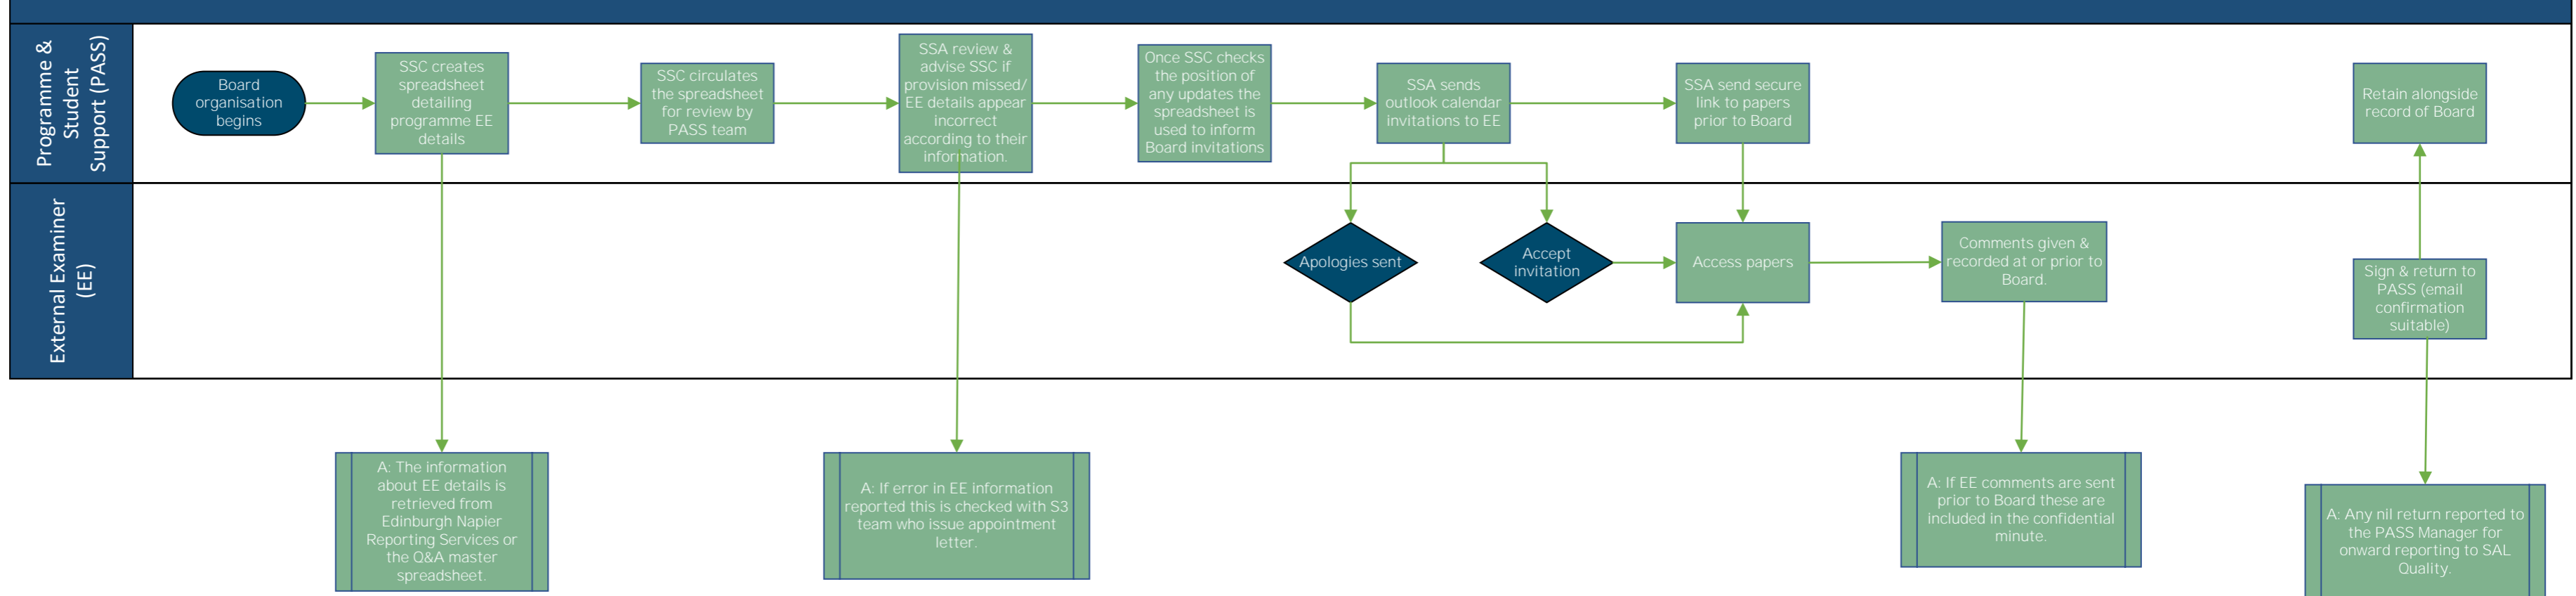 Programme &
Student
Support (PASS)
Board
organisation
begins
SSC creates
spreadsheet
detailing
programme EE
details
SSC circulates
the spreadsheet
for review by
PASS team
SSA review &
advise SSC if
provision missed/
EE details appear
incorrect
according to their
information.
Once SSC checks
the position of
any updates the
spreadsheet is
used to inform
Board invitations
SSA sends
outlook calendar
invitations to EE
SSA send secure
link to papers
prior to Board
Retain alongside
record of Board
External Examiner
(EE)
Apologies sent
Accept
invitation
Access papers
Comments given &
recorded at or prior to
Board.
Sign & return to
PASS (email
confirmation
suitable)
A: The information
about EE details is
retrieved from
Edinburgh Napier
Reporting Services or
the Q&A master
spreadsheet.
A: If error in EE information
reported this is checked with S3
team who issue appointment
letter.
A: If EE comments are sent
prior to Board these are
included in the confidential
minute.
A: Any nil return reported to
the PASS Manager for
onward reporting to SAL
Quality.